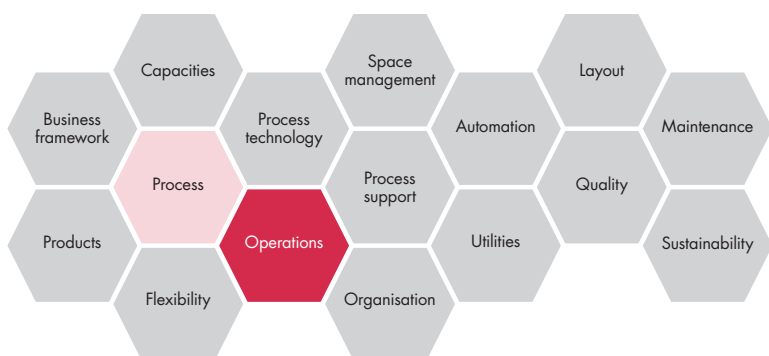 Capacities
Space
management
Layout
Business
framework
Process
technology
Automation
Maintenance
Process
Process
support
Quality
Products
Operations
Utilities
Sustainability
Flexibility
Organisation